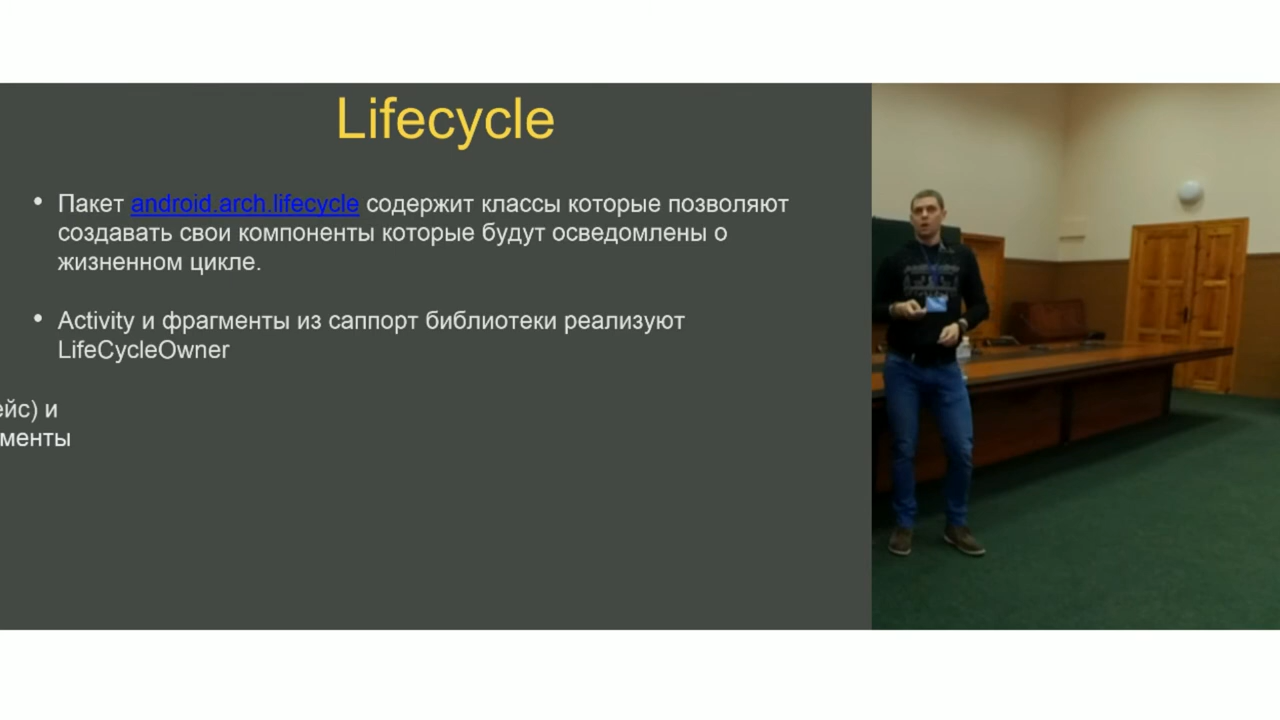 Lifecycle
• Пакет android.arch.lifecycle содержит классы которые позволяют
создавать свои компоненты которые будут осведомлены о
жизненном цикле.
• Activity и фрагменты из саппорт библиотеки реализуют
LifeCycleOwner
ейс) и
менты